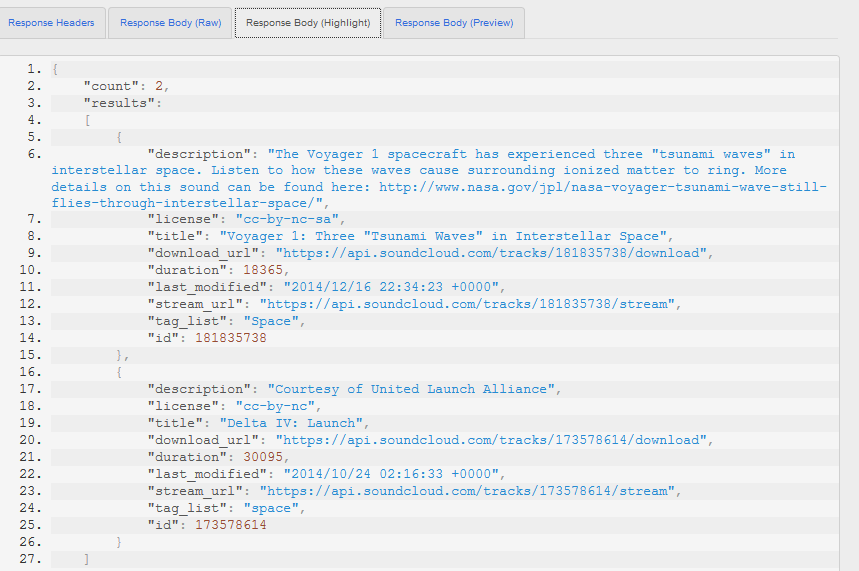 Response Headers Response Body (Raw) Response Body (Highlight) Response Body (Preview)
1. {
2. "count": 2,
3. "results":
4. [
5. {
6. "description": "The Voyager 1 spacecraft has experienced three "tsunami waves" in
interstellar space. Listen to how these waves cause surrounding ionized matter to ring. More
details on this sound can be found here: http://www.nasa.gov/jpl/nasa-voyager-tsunami-wave-still-
flies-through-interstellar-space/",
7. "license": "cc-by-nc-sa",
8. "title": "Voyager 1: Three "Tsunami Waves" in Interstellar Space",
9. "download_url": "https://api.soundcloud.com/tracks/181835738/download",
10. "duration": 18365,
11. "last_modified": "2014/12/16 22:34:23 +0000",
12. "stream_url": "https://api.soundcloud.com/tracks/181835738/stream",
13. "tag_list": "Space",
14. "id": 181835738
15. },
16. {
17. "description": "Courtesy of United Launch Alliance",
18. "license": "cc-by-nc",
19. "title": "Delta IV: Launch",
20. "download_url": "https://api.soundcloud.com/tracks/173578614/download",
21. "duration": 30095,
22. "last_modified": "2014/10/24 02:16:33 +0000",
23. "stream_url": "https://api.soundcloud.com/tracks/173578614/stream",
24. "tag_list": "space",
25. "id": 173578614
26. }
27. ]